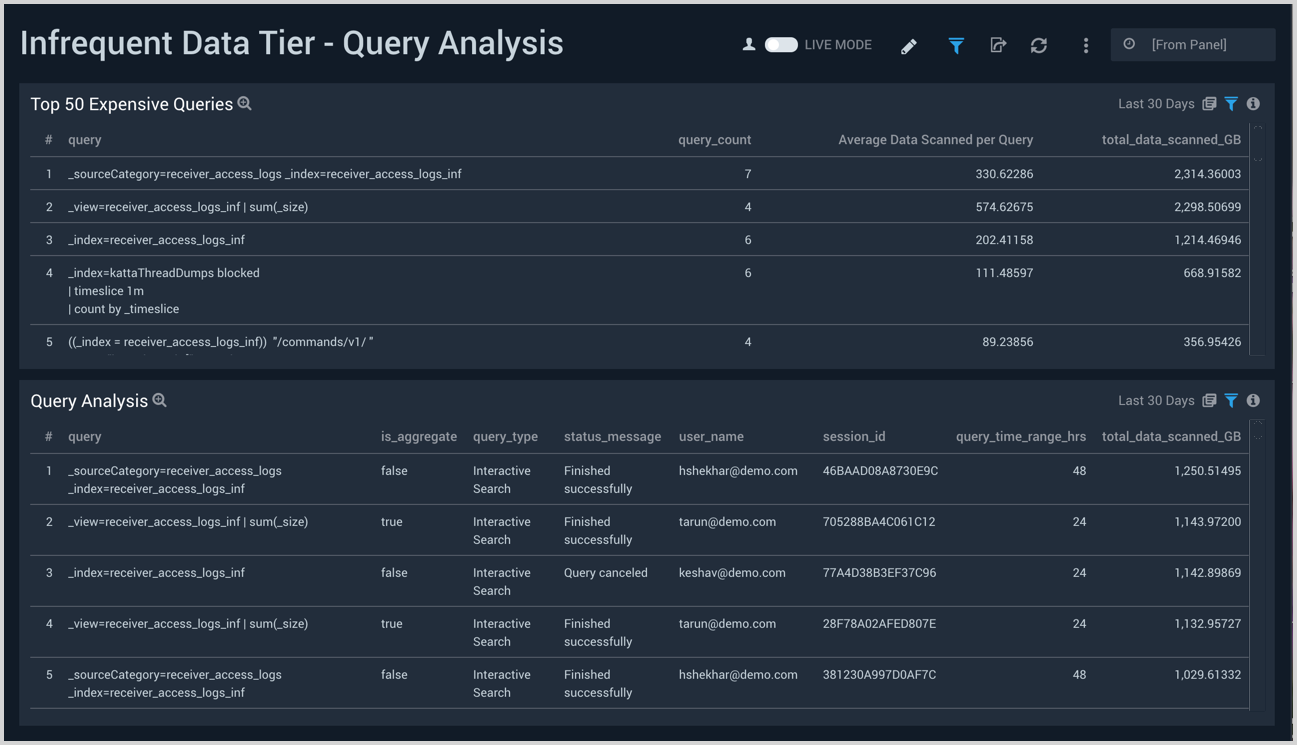 Infrequent Data Tier - Query Analysis
LIVE MODE
[From Panel]
Top 50 Expensive Queries
Last 30 Days
# query query_count Average Data Scanned per Query total_data_scanned_GB
1 _sourceCategory=receiver_access_logs _index=receiver_access_logs_inf 7 330.62286 2,314.36003
2 _view=receiver_access_logs_inf | sum(_size) 4 574.62675 2,298.50699
3 _index=receiver_access_logs_inf 6 202.41158 1,214.46946
4 _index=kattaThreadDumps blocked 6 111.48597 668.91582
| timeslice 1m
| count by _timeslice
5 ((_index = receiver_access_logs_inf)) "/commands/v1/ " 4 89.23856 356.95426
Query Analysis
Last 30 Days
# query is_aggregate query_type status_message user_name session_id query_time_range_hrs total_data_scanned_GB
1 _sourceCategory=receiver_access_logs false Interactive Finished hshekhar@demo.com 46BAAD08A8730E9C 48 1,250.51495
_index=receiver_access_logs_inf Search successfully
2 _view=receiver_access_logs_inf | sum(_size) true Interactive Finished tarun@demo.com 705288BA4C061C12 24 1,143.97200
Search successfully
3 _index=receiver_access_logs_inf false Interactive Query canceled keshav@demo.com 77A4D38B3EF37C96 24 1,142.89869
Search
4 _view=receiver_access_logs_inf | sum(_size) true Interactive Finished tarun@demo.com 28F78A02AFED807E 24 1,132.95727
Search successfully
5 _sourceCategory=receiver_access_logs false Interactive Finished hshekhar@demo.com 381230A997D0AF7C 48 1,029.61332
_index=receiver_access_logs_inf Search successfully